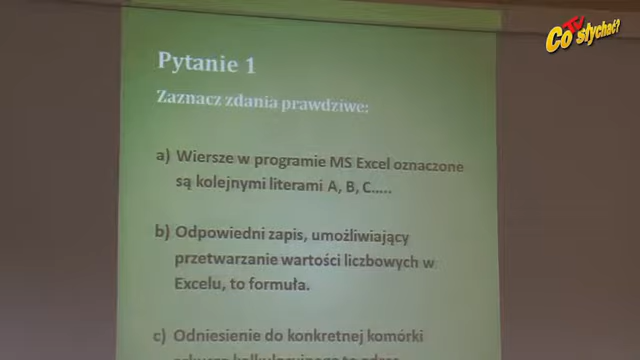 Co TV słychać?
Pytanie 1
Zaznacz zdania prawdziwe:
a) Wiersze w programie MS Excel oznaczone
są kolejnymi literami A, B, C.....
b) Odpowiedni zapis, umożliwiający
przetwarzanie wartości liczbowych w
Excelu, to formuła.
c) Odniesienie do konkretnej komórki